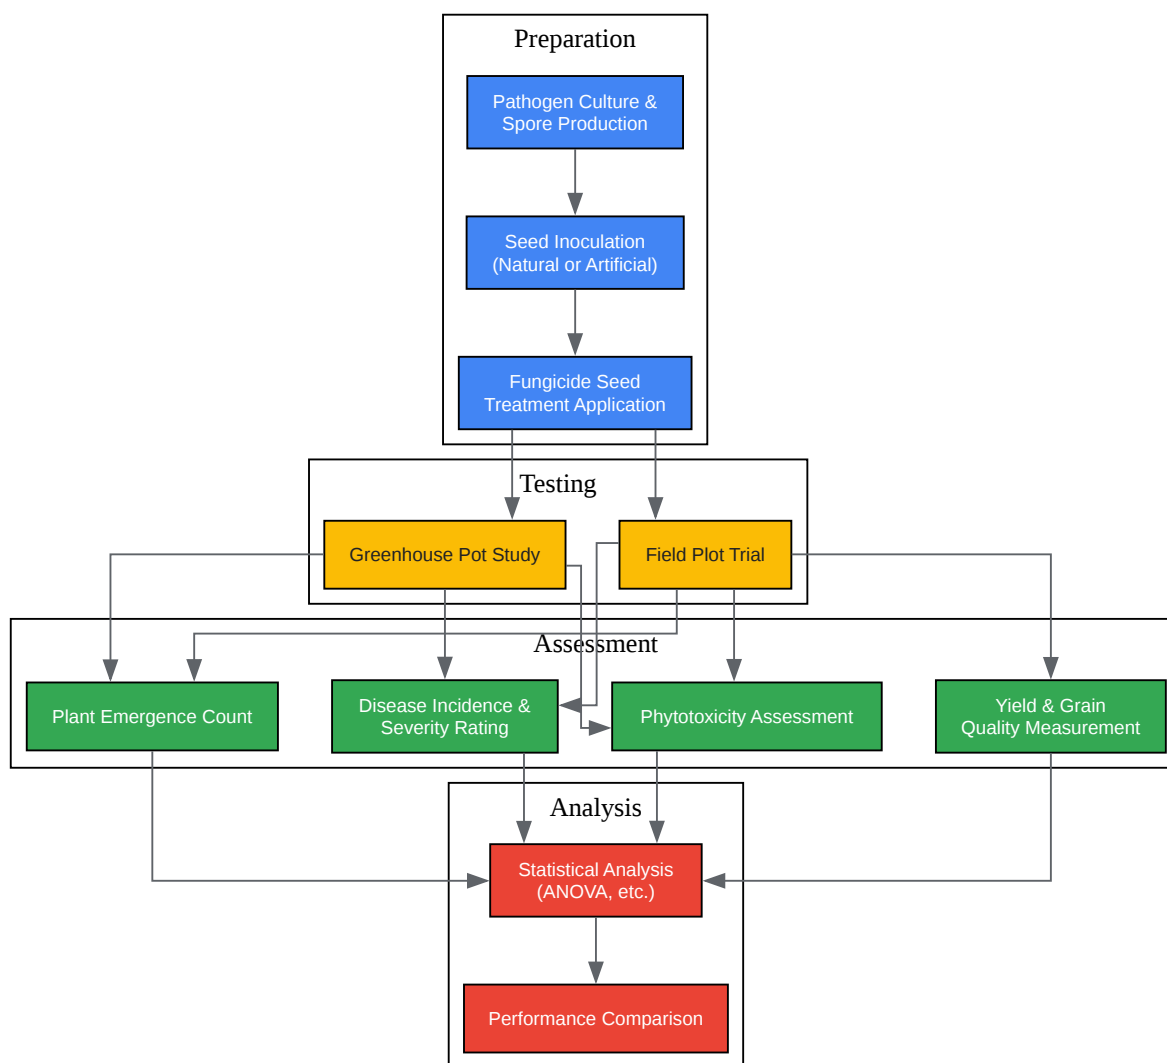 Preparation
Pathogen Culture &
Spore Production
Seed Inoculation
(Natural or Artificial)
Fungicide Seed
Treatment Application
Testing
Greenhouse Pot Study
Field Plot Trial
Assessment
Plant Emergence Count
Disease Incidence &
Severity Rating
Phytotoxicity Assessment
Yield & Grain
Quality Measurement
Analysis
Statistical Analysis
(ANOVA, etc.)
Performance Comparison